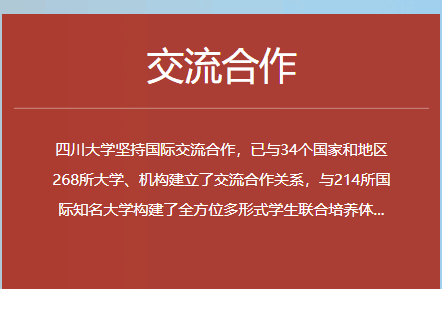 交流合作
四川大学坚持国际交流合作，已与34个国家和地区
268所大学、机构建立了交流合作关系，与214所国
际知名大学构建了全方位多形式学生联合培养体...